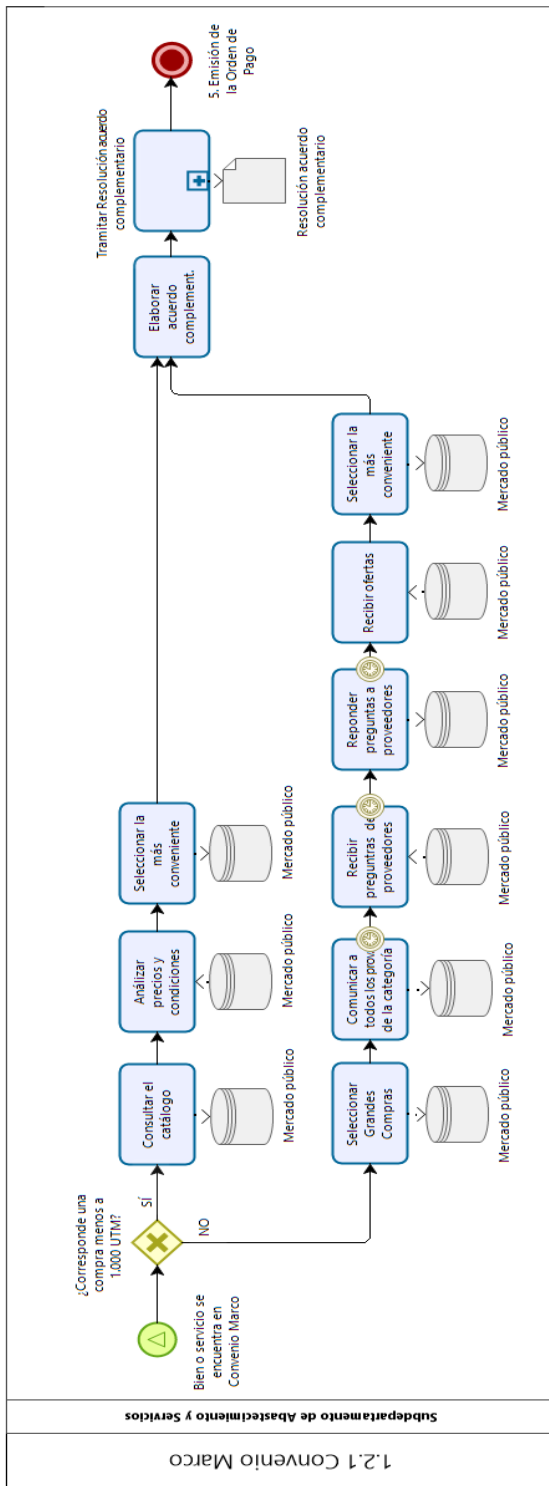 1.2.1 Convenio Marco
Subdepartamento de Abastecimiento y Servicios
Bien o servicio se
encuentra en
Convenio Marco
¿Corresponde una
compra menos a
1.000 UTM?
SÍ
NO
Consultar el
catálogo
Mercado público
Análizar
precios y
condiciones
Mercado público
Seleccionar la
más
conveniente
Mercado público
Seleccionar
Grandes
Compras
Mercado público
Comunicar a
todos los prov
de la categoría
Mercado público
Recibir
preguntras de
proveedores
Mercado público
Reponder
preguntas a
proveedores
Mercado público
Recibir ofertas
Mercado público
Seleccionar la
más
conveniente
Mercado público
Elaborar
acuerdo
complement.
Tramitar Resolución acuerdo
complementario
Resolución acuerdo
complementario
5. Emisión de
la Orden de
Pago